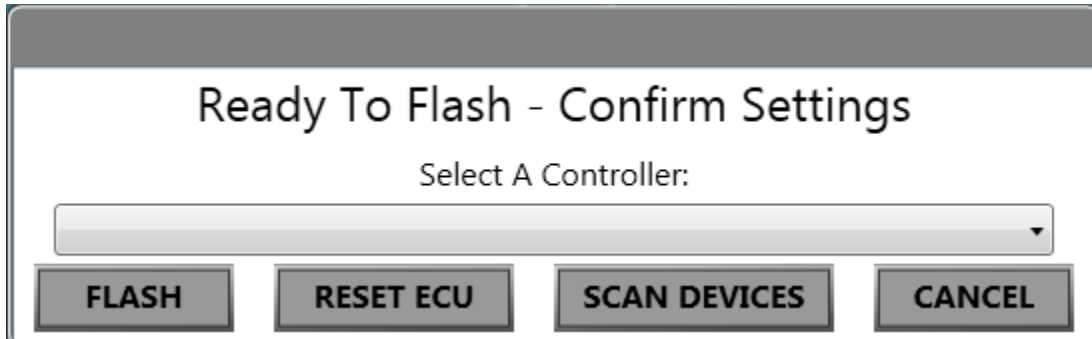 Ready To Flash - Confirm Settings
Select A Controller:
FLASH RESET ECU SCAN DEVICES CANCEL